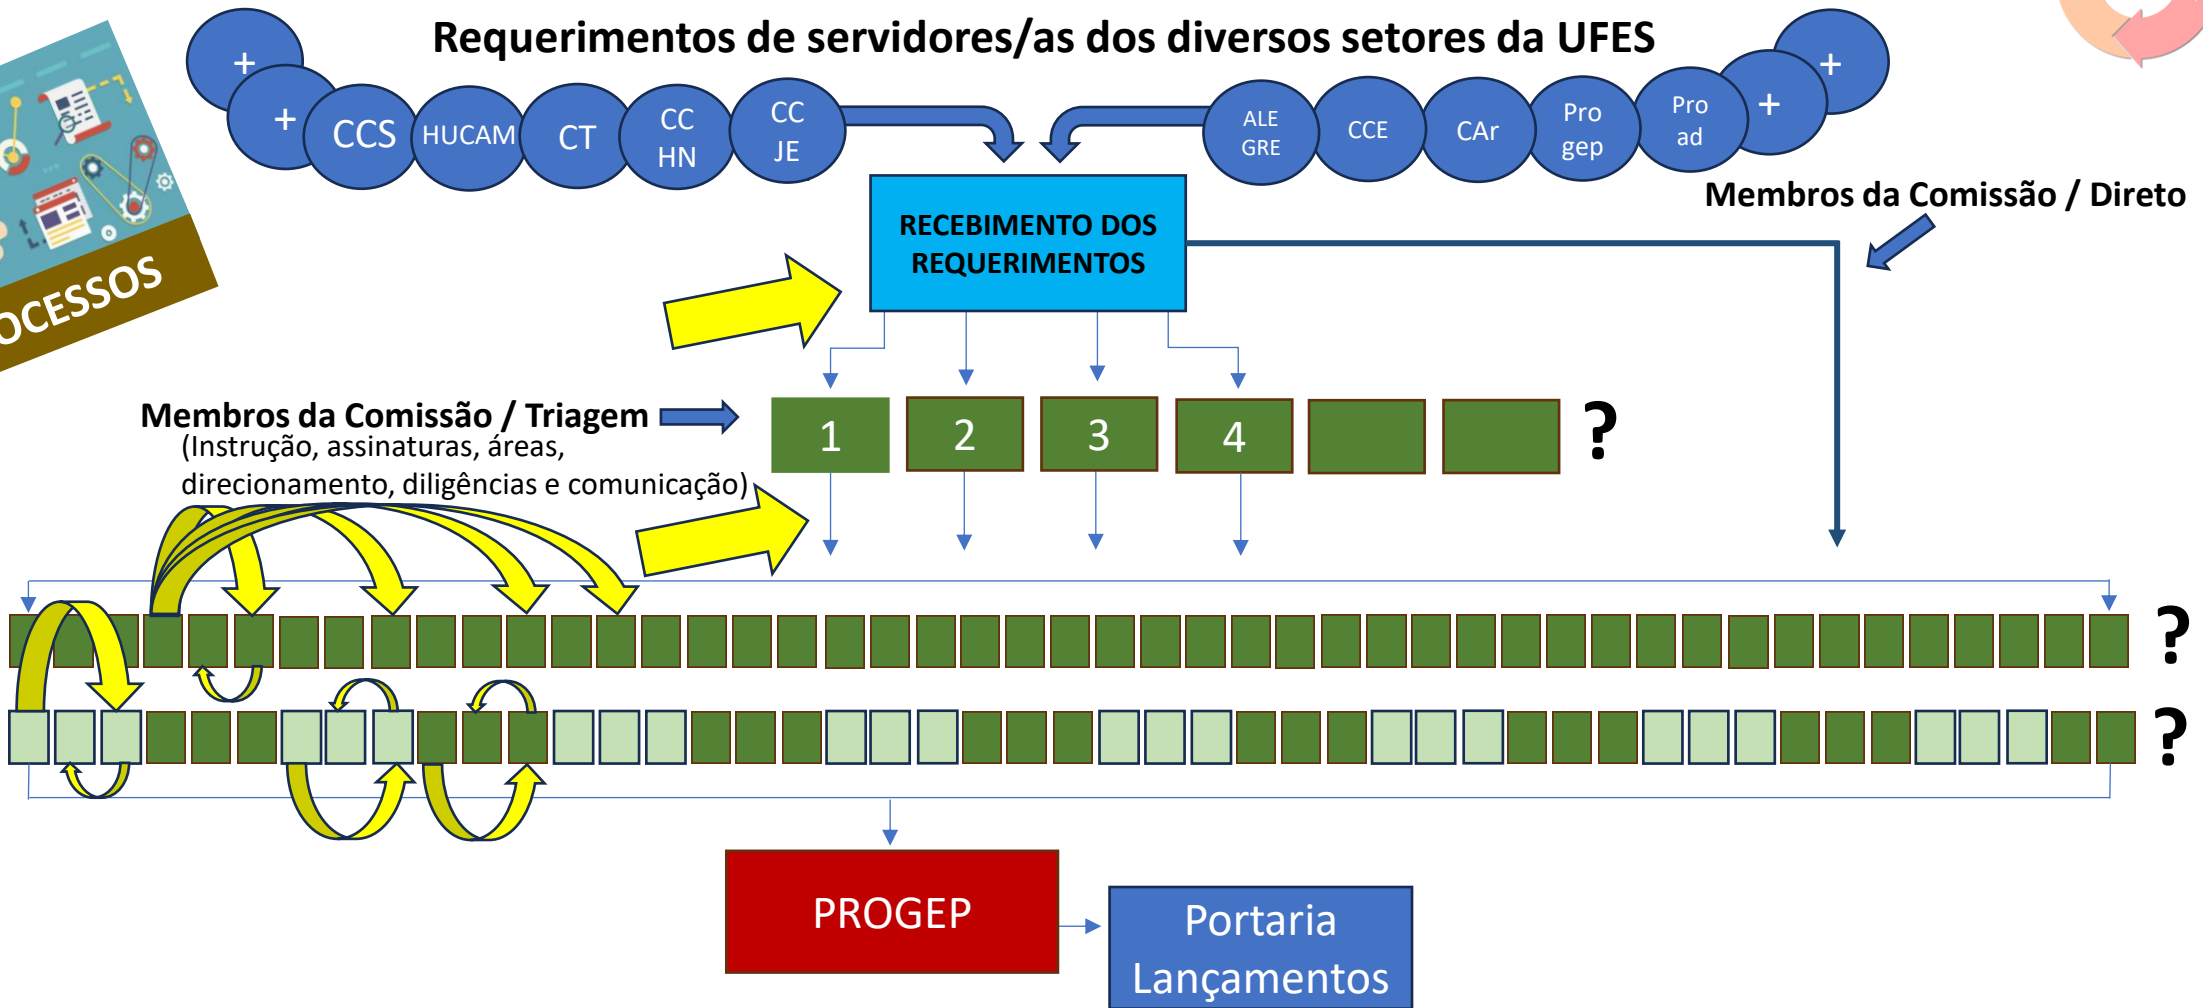 Requerimentos de servidores/as dos diversos setores da UFES
+
+
CCS
HUCAM
CT
CC
HN
CC
JE
ALE
GRE
CCE
CAr
Pro
gep
Pro
ad
+
+
OCESSOS
Membros da Comissão / Direto
RECEBIMENTO DOS
REQUERIMENTOS
Membros da Comissão / Triagem
(Instrução, assinaturas, áreas,
direcionamento, diligências e comunicação)
1
2
3
4
?
?
?
PROGEP
Portaria
Lançamentos